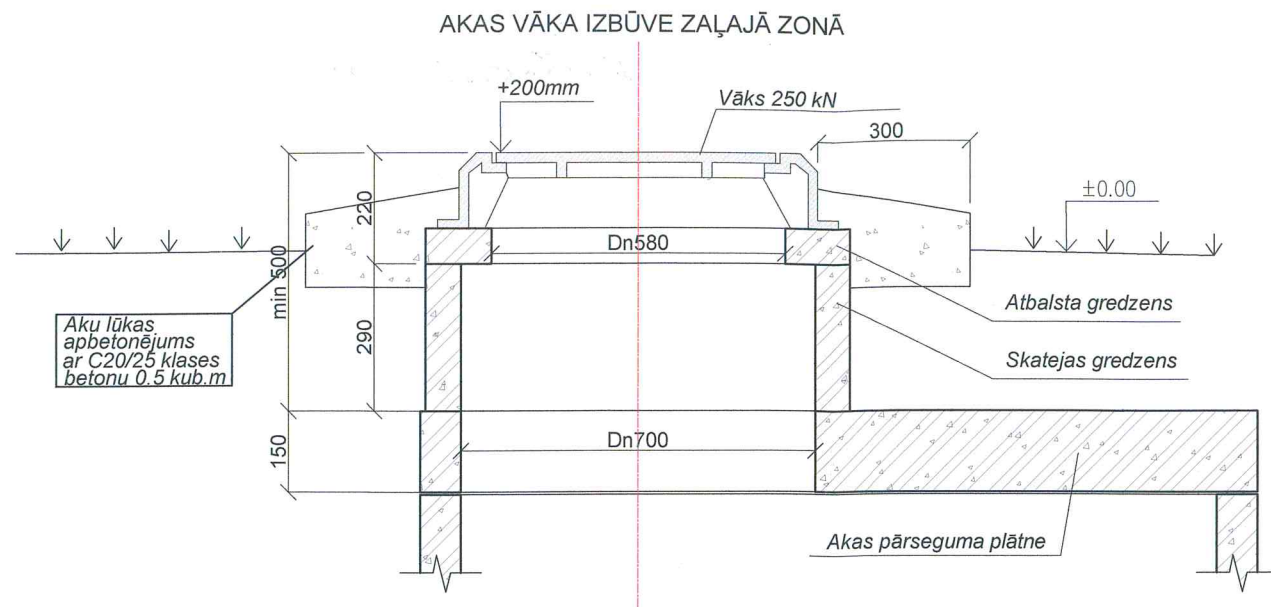 AKAS VĀKA IZBŪVE ZAĻAJĀ ZONĀ
+200mm
Vāks 250 kN
300
±0.00
220
Dn580
min 500
290
Atbalsta gredzens
Skatejas gredzens
Aku lūkas
apbetonējums
ar C20/25 klases
betonu 0.5 kub.m
150
Dn700
Akas pārseguma plātne